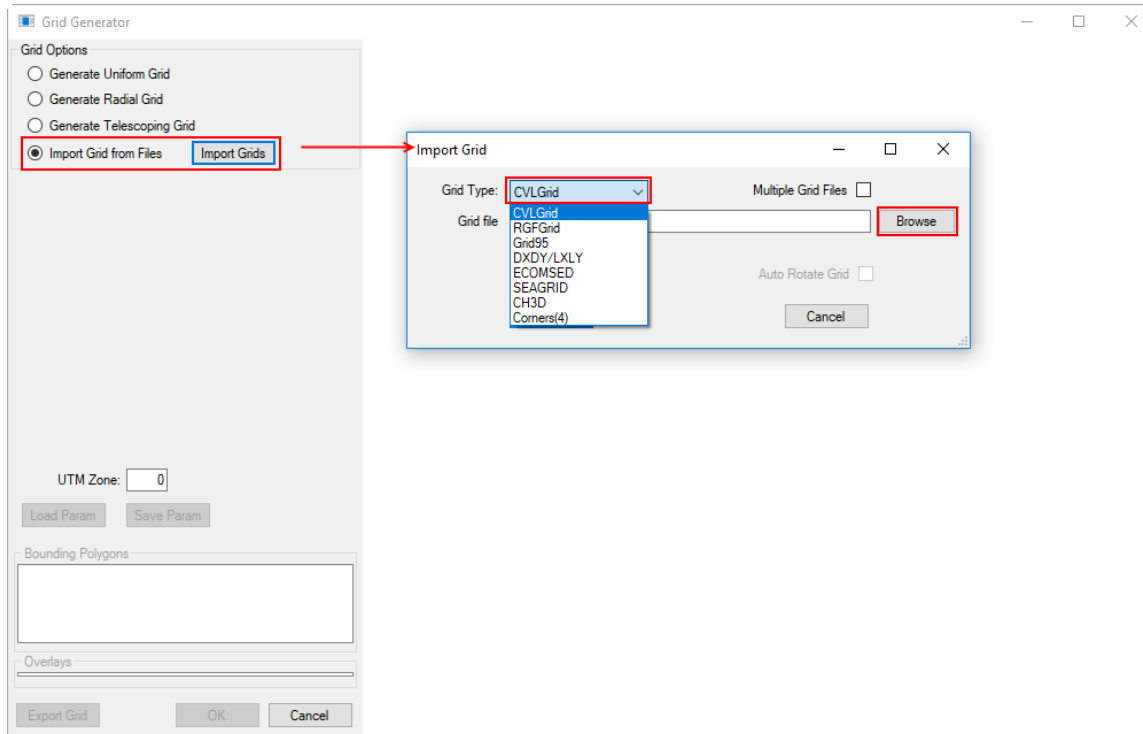 Grid Generator
Grid Options
Generate Uniform Grid
Generate Radial Grid
Generate Telescoping Grid
Import Grid from Files Import Grids
UTM Zone: 0
Load Param Save Param
Bounding Polygons
Overlays
Export Grid OK Cancel
Import Grid
Grid Type: CVLGrid Multiple Grid Files
Grid file Browse
CVLGrid
RGFGrid
Grid95
DXDY/LXLY
ECOMSED
SEAGRID
CH3D
Corners(4)
Auto Rotate Grid
Cancel